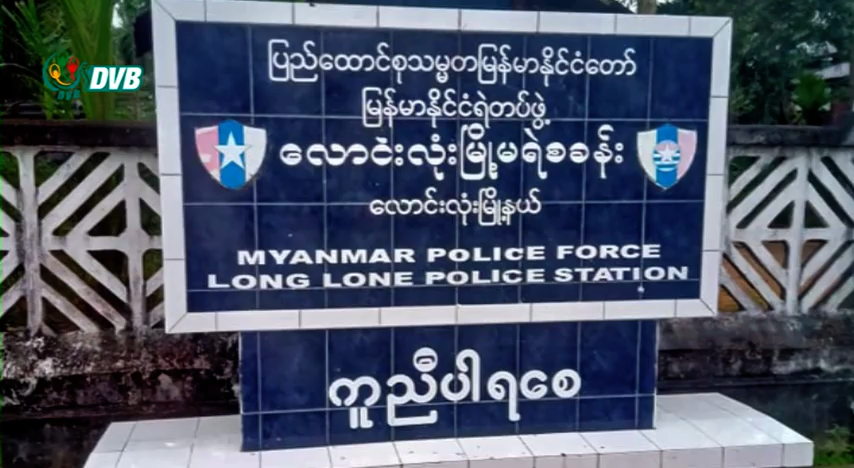 DVB
DVB
ပြည်ထောင်စုသမ္မတမြန်မာနိုင်ငံတော်
မြန်မာနိုင်ငံရဲတပ်ဖွဲ့
လောင်းလုံးမြို့မရဲစခန်း
လောင်းလုံးမြို့နယ်
MYANMAR POLICE FORCE
LONG LONE POLICE STATION
ကူညီပါရစေ